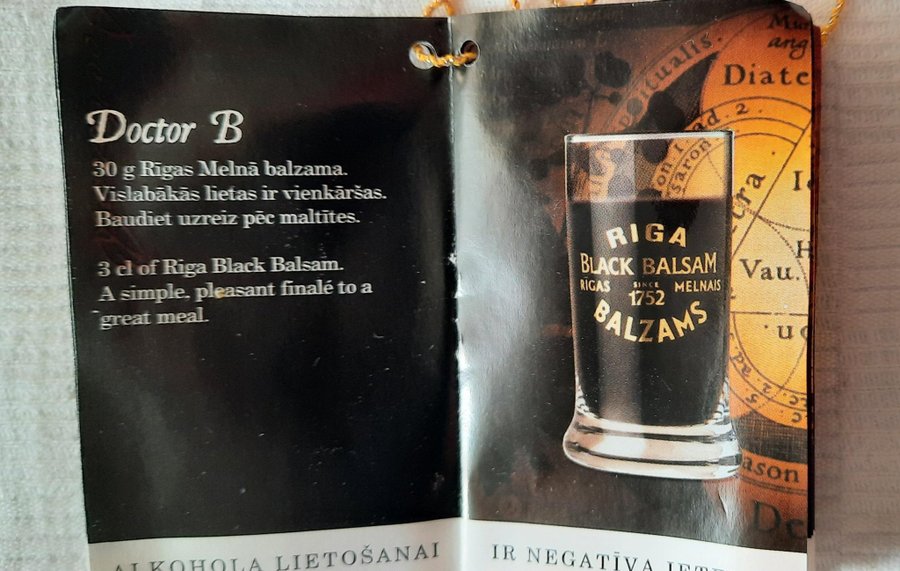 Doctor B
30 g Rīgas Melnā balzama.
Vislabākās lietas ir vienkāršas.
Baudiet uzreiz pēc maltītes.
3 cl of Riga Black Balsam.
A simple, pleasant finalé to a
great meal.
ALKOHOLA LIETOŠANAI
RIGA
BLACK BALSAM
RIGAS SINCE MELNAIS
1752
BALZAMS
Diate
Vau.
IR NEGATĪVA